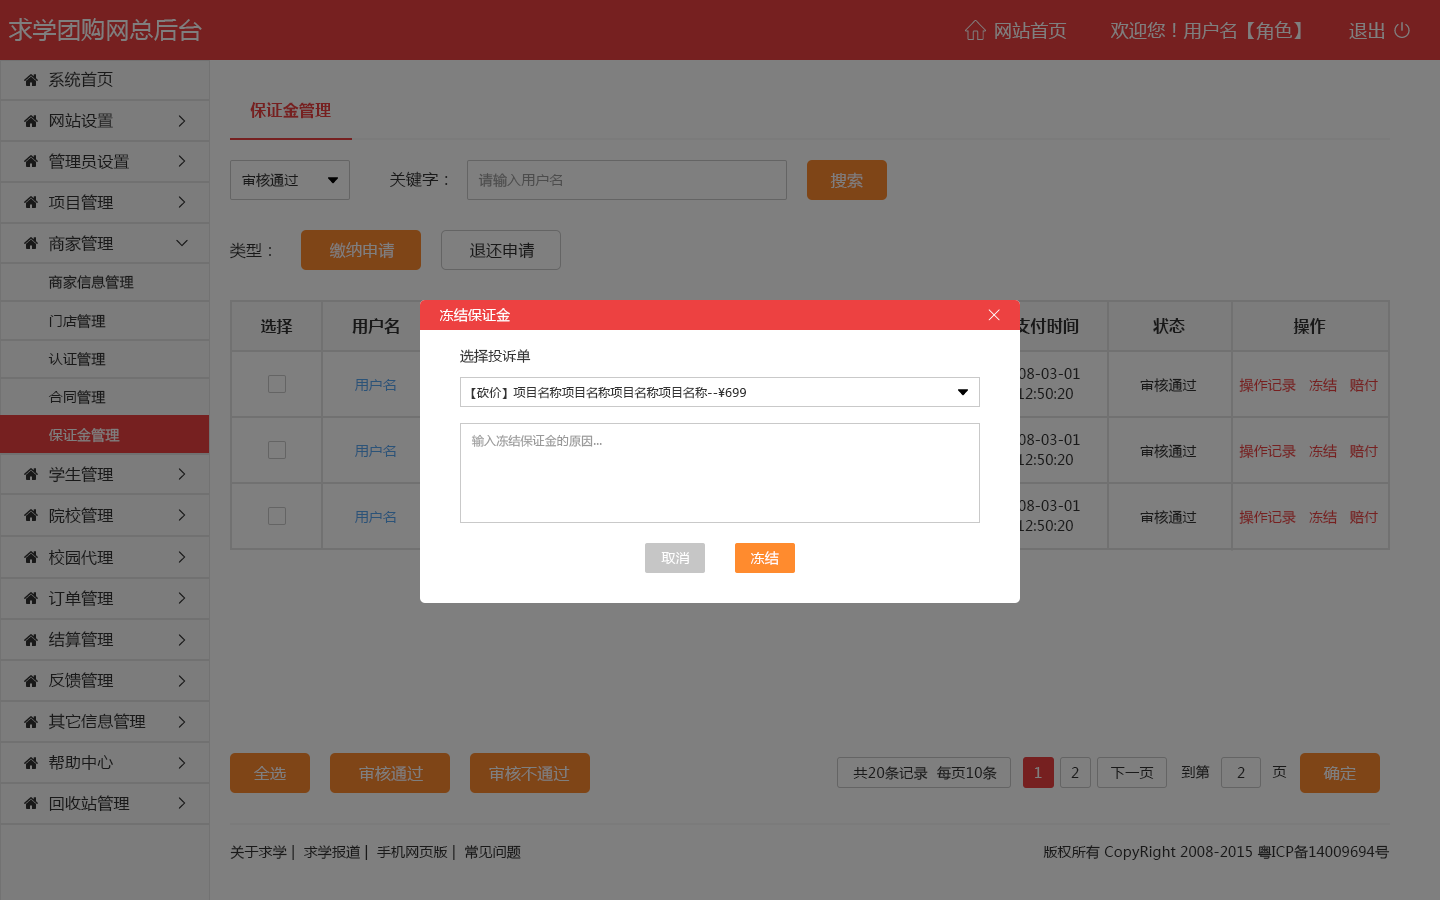 求学团购网总后台
网站首页 欢迎您！用户名【角色】 退出
系统首页
网站设置
管理员设置
项目管理
商家管理
商家信息管理
门店管理
认证管理
合同管理
保证金管理
学生管理
院校管理
校园代理
订单管理
结算管理
反馈管理
其它信息管理
帮助中心
回收站管理
保证金管理
审核通过 关键字： 请输入用户名 搜索
类型： 缴纳申请 退还申请
选择 用户名 支付时间 状态 操作
用户名 08-03-01 12:50:20 审核通过 操作记录 冻结 赔付
用户名 08-03-01 12:50:20 审核通过 操作记录 冻结 赔付
用户名 08-03-01 12:50:20 审核通过 操作记录 冻结 赔付
冻结保证金
选择投诉单
【砍价】项目名称项目名称项目名称项目名称--¥699
输入冻结保证金的原因...
取消 冻结
全选 审核通过 审核不通过 共20条记录 每页10条 1 2 下一页 到第 2 页 确定
关于求学 | 求学报道 | 手机网页版 | 常见问题
版权所有 CopyRight 2008-2015 粤ICP备14009694号